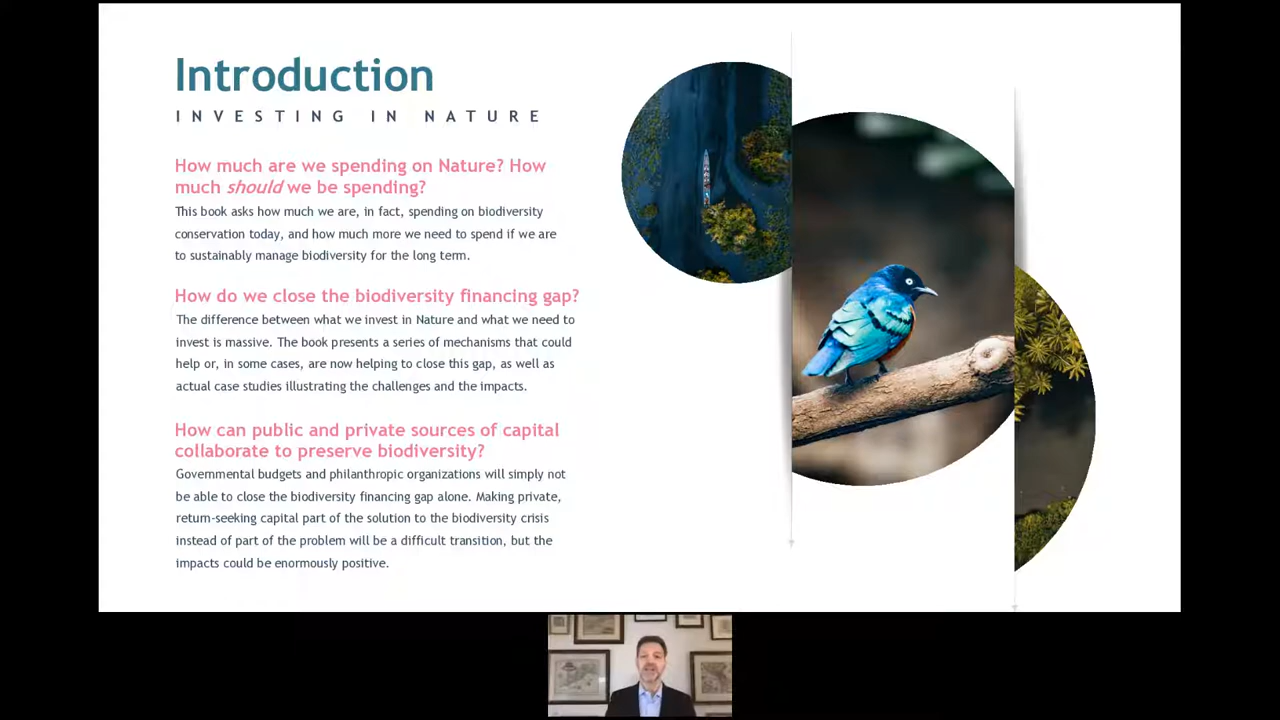 Introduction
INVESTING IN NATURE
How much are we spending on Nature? How
much should we be spending?
This book asks how much we are, in fact, spending on biodiversity
conservation today, and how much more we need to spend if we are
to sustainably manage biodiversity for the long term.
How do we close the biodiversity financing gap?
The difference between what we invest in Nature and what we need to
invest is massive. The book presents a series of mechanisms that could
help or, in some cases, are now helping to close this gap, as well as
actual case studies illustrating the challenges and the impacts.
How can public and private sources of capital
collaborate to preserve biodiversity?
Governmental budgets and philanthropic organizations will simply not
be able to close the biodiversity financing gap alone. Making private,
return-seeking capital part of the solution to the biodiversity crisis
instead of part of the problem will be a difficult transition, but the
impacts could be enormously positive.